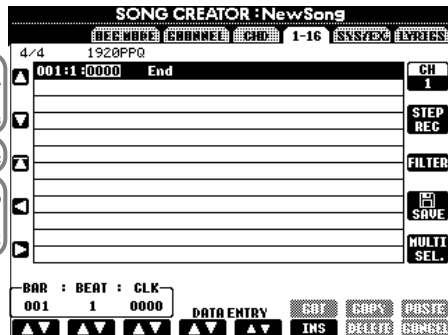 SONG CREATOR : NewSong
REC MODE CHANNEL CHD 1-16 SYS/EX. LYRICS
4/4 1920PPQ
001:1:0000 End
CH
1
STEP
REC
FILTER
SAVE
MULTI
SEL.
BAR : BEAT : CLK
001 1 0000
DATA ENTRY
CUT COPY PASTE
INS DELETE